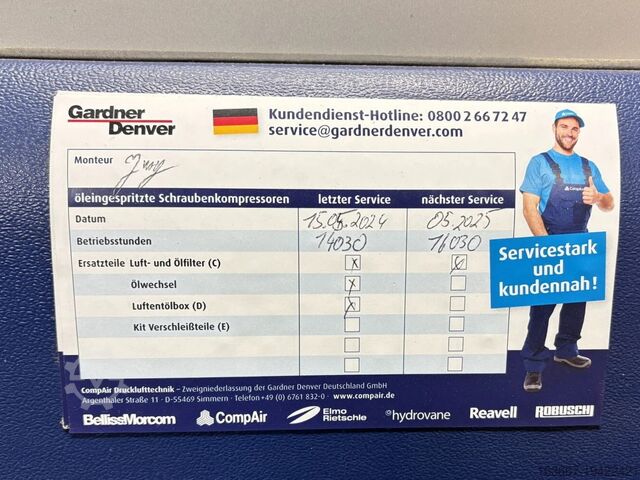 Gardner Denver
Kundendienst-Hotline: 0800 2 66 72 47
service@gardnerdenver.com
Monteur
öleingespritzte Schraubenkompressoren letzter Service nächster Service
Datum 15.05.2024 05.2025
Betriebsstunden 14030 16030
Ersatzteile Luft- und Ölfilter (C) x
Ölwechsel x
Luftentölbox (D) x
Kit Verschleißteile (E)
CompAir
Servicestark
und
kundennah!
CompAir Drucklufttechnik – Zweigniederlassung der Gardner Denver Deutschland GmbH
Argenthaler Straße 11 · D-55469 Simmern · Telefon +49 (0) 6761 832-0 · www.compair.de
BellissMorcom CompAir Elmo Rietschle hydrovane Reavell ROBUSCHI